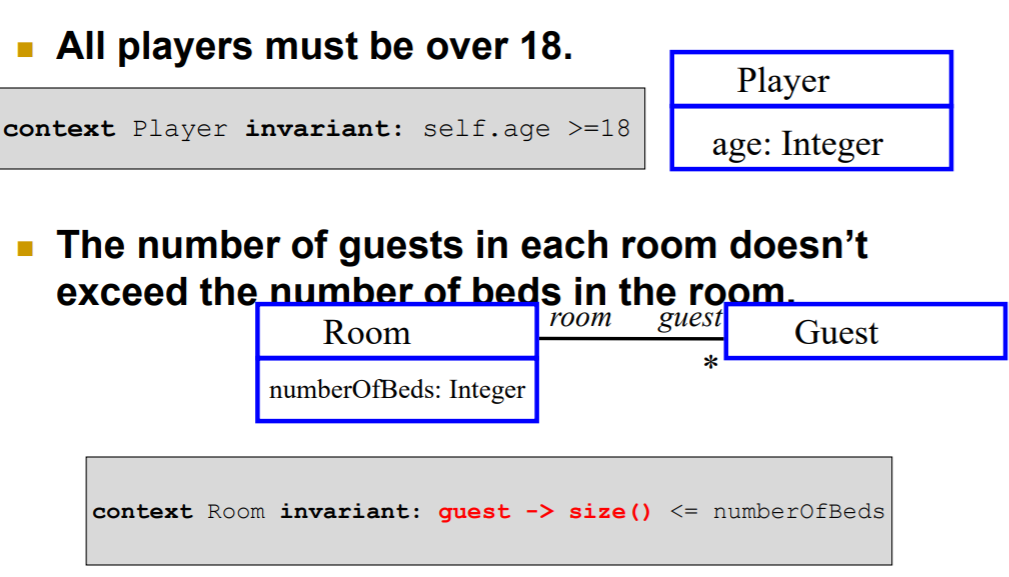 All players must be over 18.
Player
context Player invariant: self.age >=18
age: Integer
The number of guests in each room doesn’t
exceed the number of beds in the room.
room guest
Room
Guest
*
numberOfBeds: Integer
context Room invariant: guest -> size() <= numberOfBeds